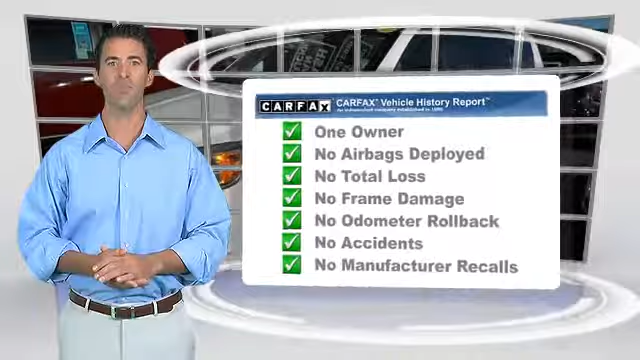 CARFAX CARFAX Vehicle History Report™
One Owner
No Airbags Deployed
No Total Loss
No Frame Damage
No Odometer Rollback
No Accidents
No Manufacturer Recalls